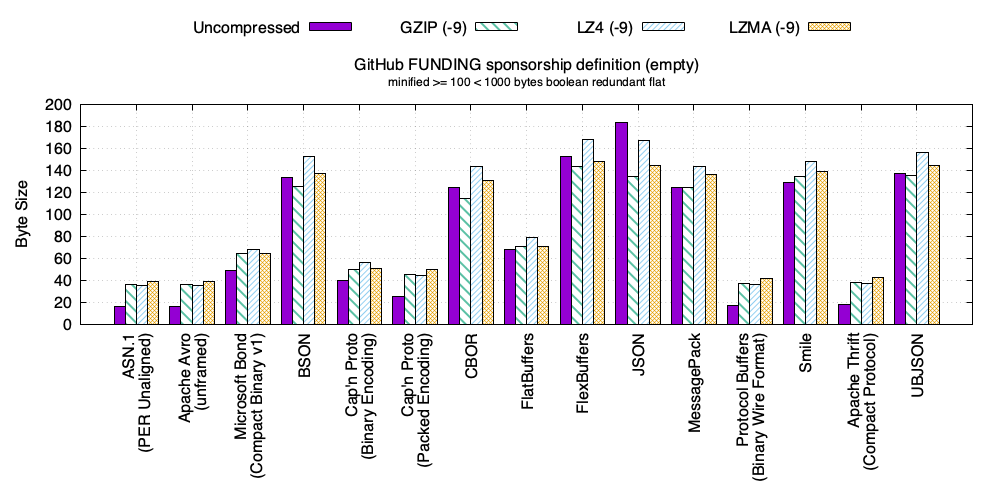 Uncompressed GZIP (-9) LZ4 (-9) LZMA (-9)
GitHub FUNDING sponsorship definition (empty)
minified >= 100 < 1000 bytes boolean redundant flat
Byte Size
200
180
160
140
120
100
80
60
40
20
0
ASN.1
(PER Unaligned)
Apache Avro
(unframed)
Microsoft Bond
(Compact Binary v1)
BSON
Cap'n Proto
(Binary Encoding)
Cap'n Proto
(Packed Encoding)
CBOR
FlatBuffers
FlexBuffers
JSON
MessagePack
Protocol Buffers
(Binary Wire Format)
Smile
Apache Thrift
(Compact Protocol)
UBJSON